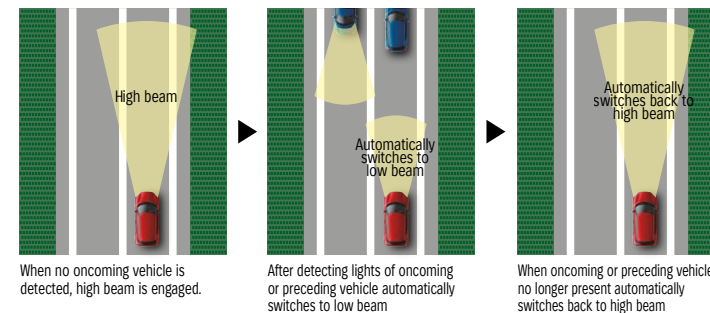 High beam
When no oncoming vehicle is
detected, high beam is engaged.
Automatically
switches to
low beam
After detecting lights of oncoming
or preceding vehicle automatically
switches to low beam
Automatically
switches back to
high beam
When oncoming or preceding vehicle
no longer present automatically
switches back to high beam